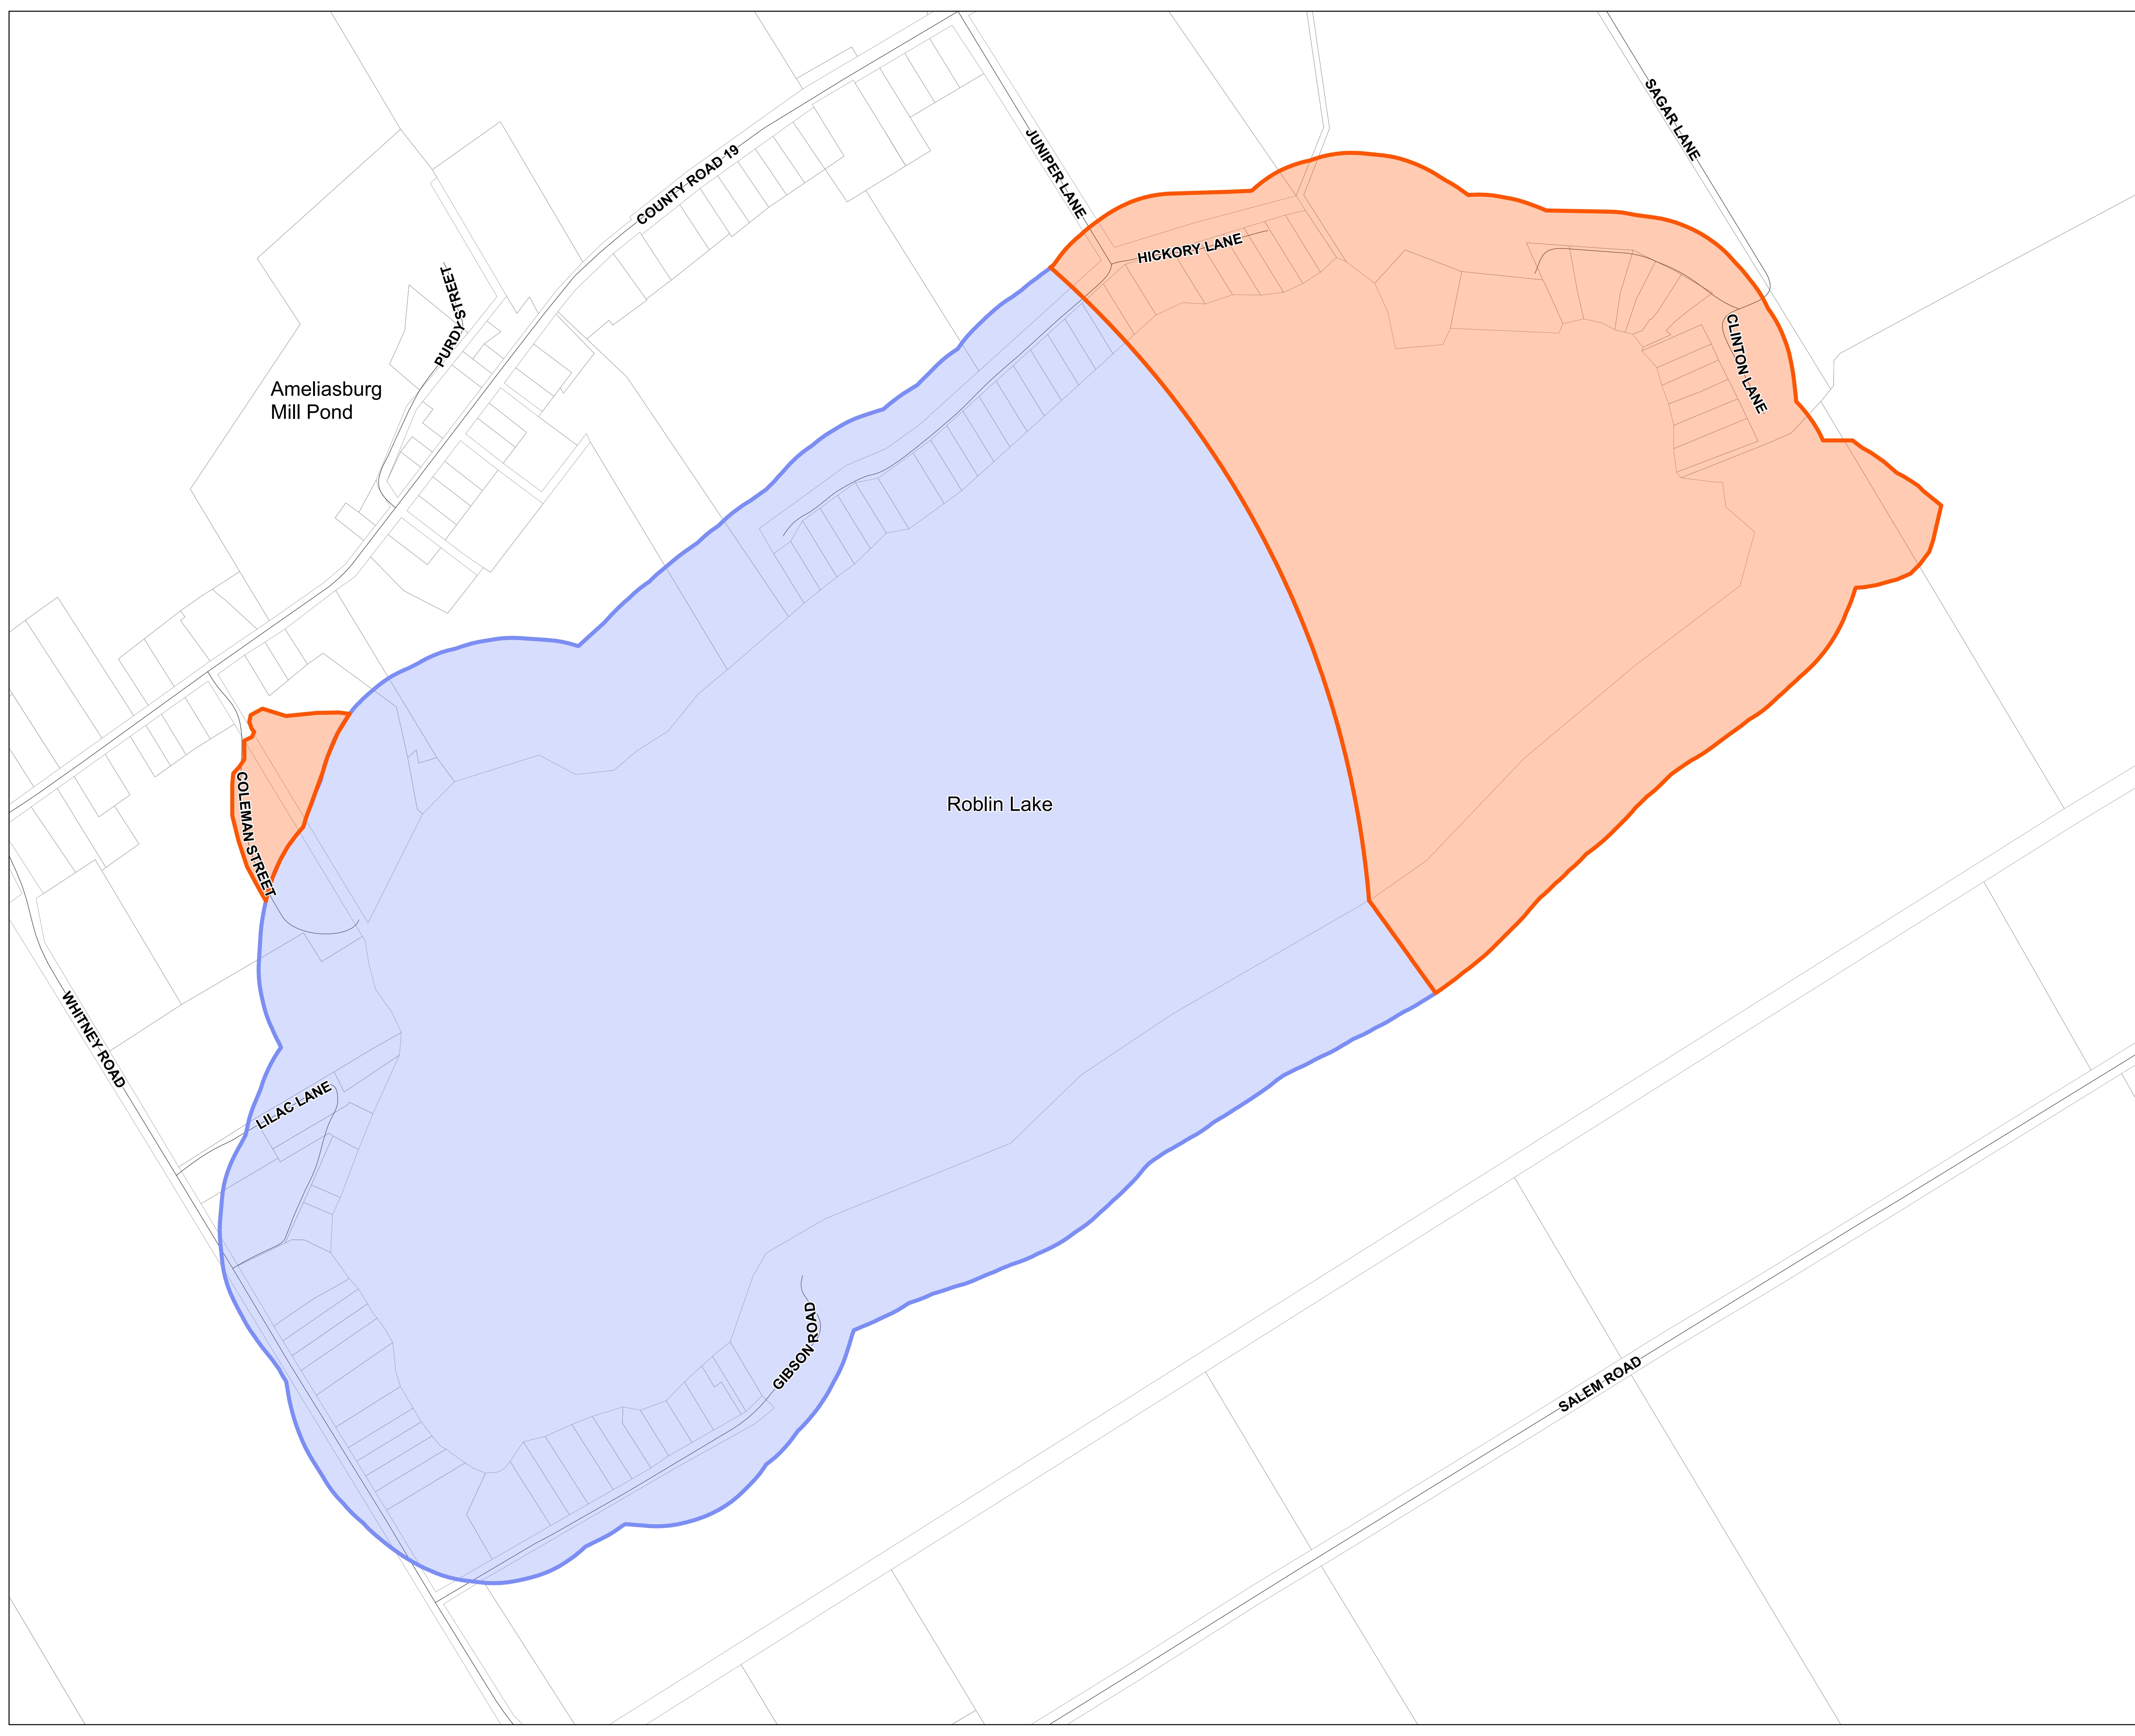 SAGAR LANE
COUNTY ROAD 19
JUNIPER LANE
HICKORY LANE
PURDY STREET
CLINTON LANE
Ameliasburg
Mill Pond
COLEMAN STREET
Roblin Lake
WHITNEY ROAD
LILAC LANE
GIBSON ROAD
SALEM ROAD